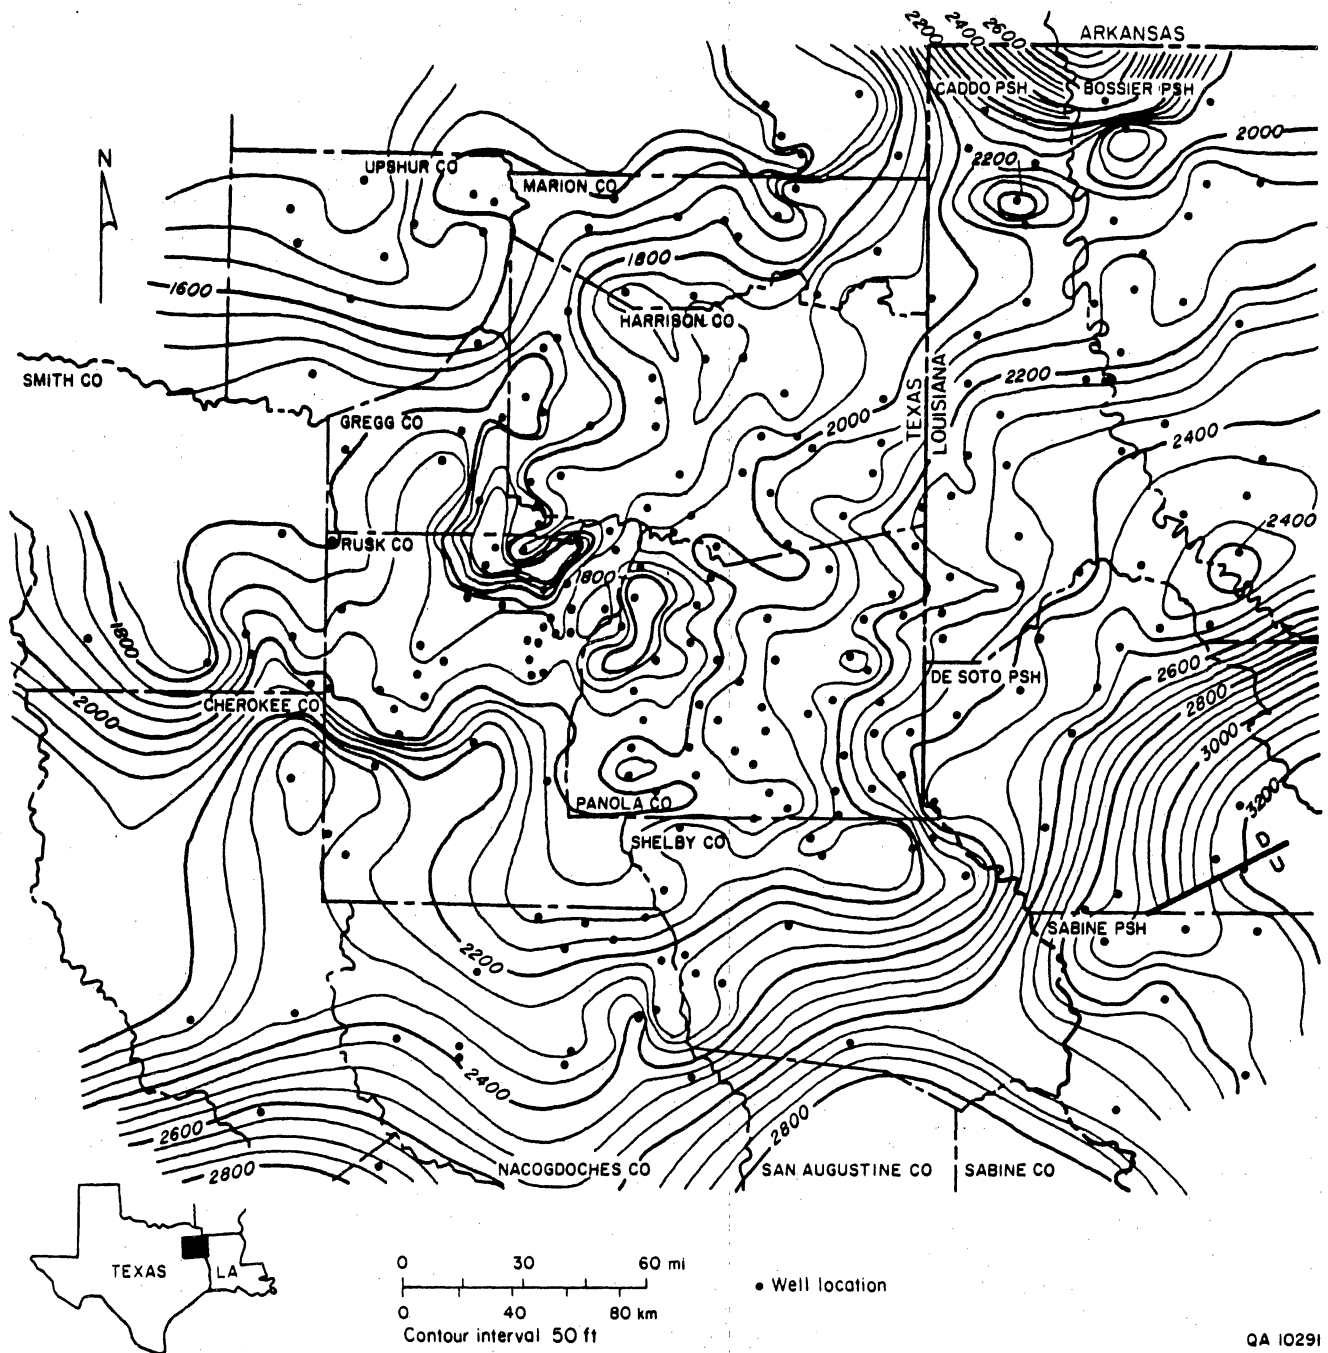 2200
2400
2600
ARKANSAS
CADDO PSH
BOSSIER PSH
2000
N
UPSHUR CO
MARION CO
2200
1800
1600
HARRISON CO
SMITH CO
TEXAS
LOUISIANA
2200
GREGG CO
2000
2400
RUSK CO
2400
1800
1800
DE SOTO PSH
2600
2800
CHEROKEE CO
2000
3000
PANOLA CO
3200
SHELBY CO
D
U
SABINE PSH
2200
2400
2600
2800
2800
NACOGDOCHES CO
SAN AUGUSTINE CO
SABINE CO
TEXAS
LA
0 30 60 mi
0 40 80 km
Contour interval 50 ft
• Well location
QA 10291